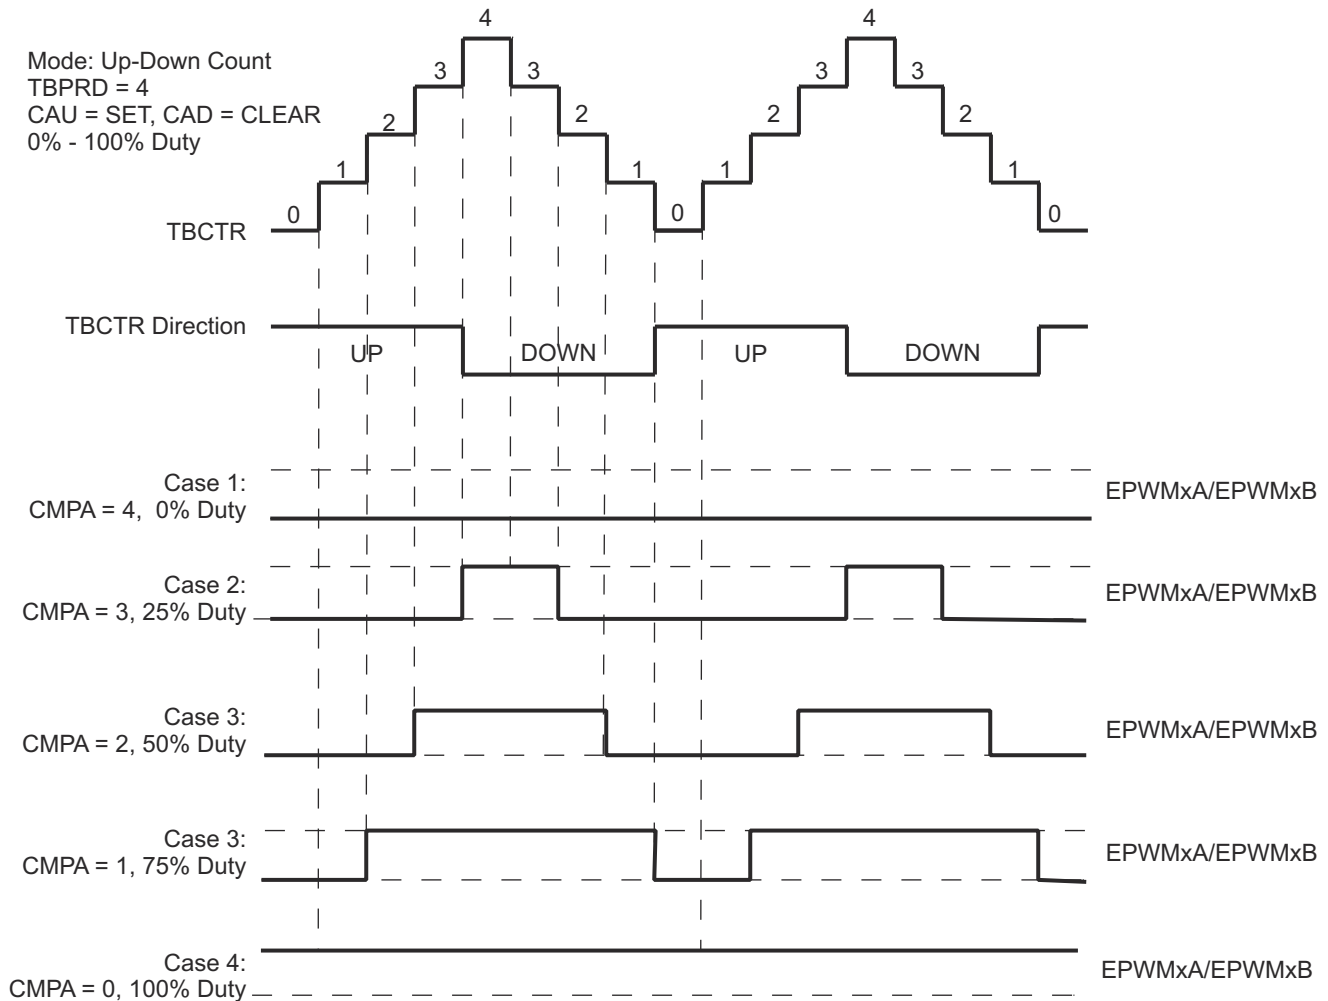 4
4
Mode: Up-Down Count
TBPRD = 4
CAU = SET, CAD = CLEAR
0% - 100% Duty
3
3
3
3
2
2
2
2
1
1
1
1
0
0
0
TBCTR
TBCTR Direction
UP
DOWN
UP
DOWN
Case 1:
CMPA = 4, 0% Duty
EPWMxA/EPWMxB
Case 2:
CMPA = 3, 25% Duty
EPWMxA/EPWMxB
Case 3:
CMPA = 2, 50% Duty
EPWMxA/EPWMxB
Case 3:
CMPA = 1, 75% Duty
EPWMxA/EPWMxB
Case 4:
CMPA = 0, 100% Duty
EPWMxA/EPWMxB